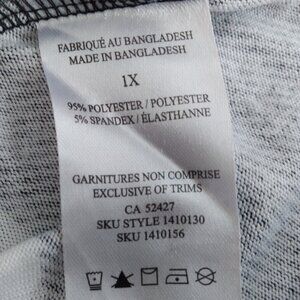 FABRIQUÉ AU BANGLADESH
MADE IN BANGLADESH
1X
95% POLYESTER / POLYESTER
5% SPANDEX / ÉLASTHANNE
GARNITURES NON COMPRISE
EXCLUSIVE OF TRIMS
CA 52427
SKU STYLE 1410130
SKU 1410156